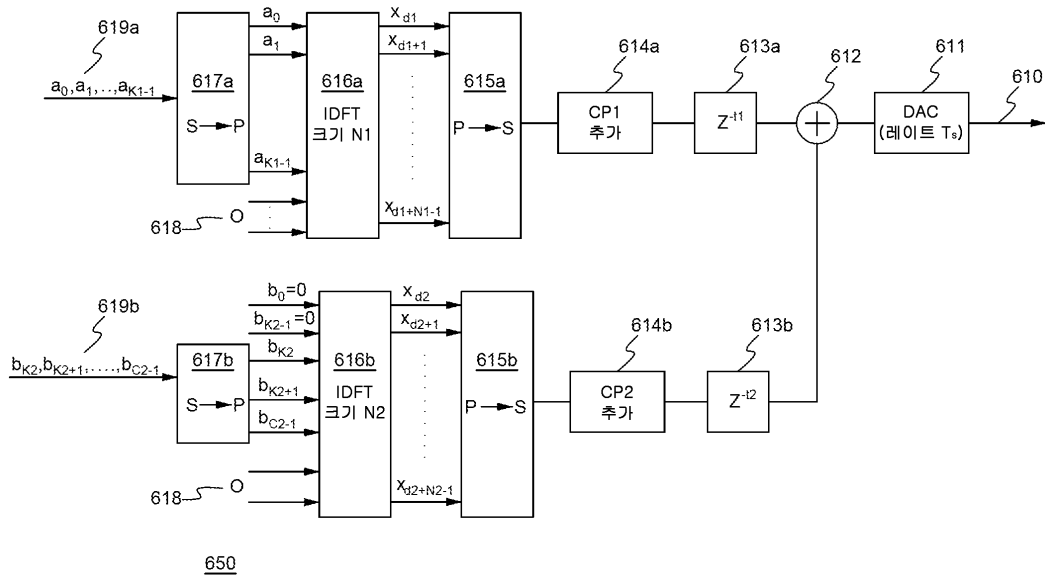 619a
a0,a1,..,aK1-1
617a
S P
a0
a1
aK1-1
618
O
616a
IDFT
크기 N1
xd1
xd1+1
xd1+N1-1
615a
P S
614a
CP1
추가
613a
Z-t1
612
+
611
DAC
(레이트 Ts)
610
619b
bK2,bK2+1,....,bC2-1
617b
S P
b0=0
bK2-1=0
bK2
bK2+1
bC2-1
618
O
616b
IDFT
크기 N2
xd2
xd2+1
xd2+N2-1
615b
P S
614b
CP2
추가
613b
Z-t2
650